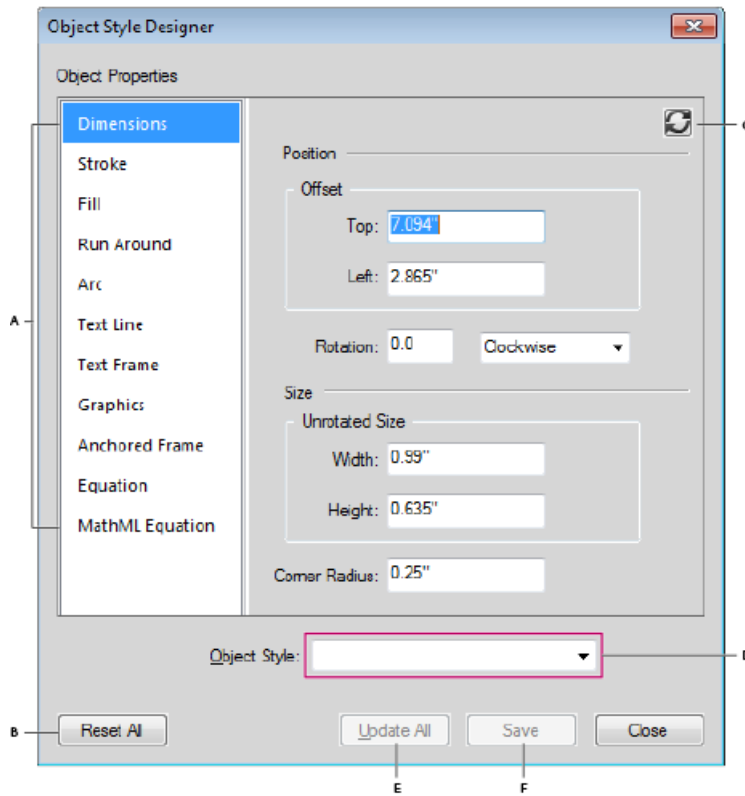 Object Style Designer
Object Properties
Dimensions
Stroke
Fill
Run Around
Arc
Text Line
Text Frame
Graphics
Anchored Frame
Equation
MathML Equation
Position
Offset
Top: 7.094"
Left: 2.865"
Rotation: 0.0 Clockwise
Size
Unrotated Size
Width: 0.99"
Height: 0.635"
Corner Radius: 0.25"
Object Style:
Reset All
Update All
Save
Close
A
B
E
F